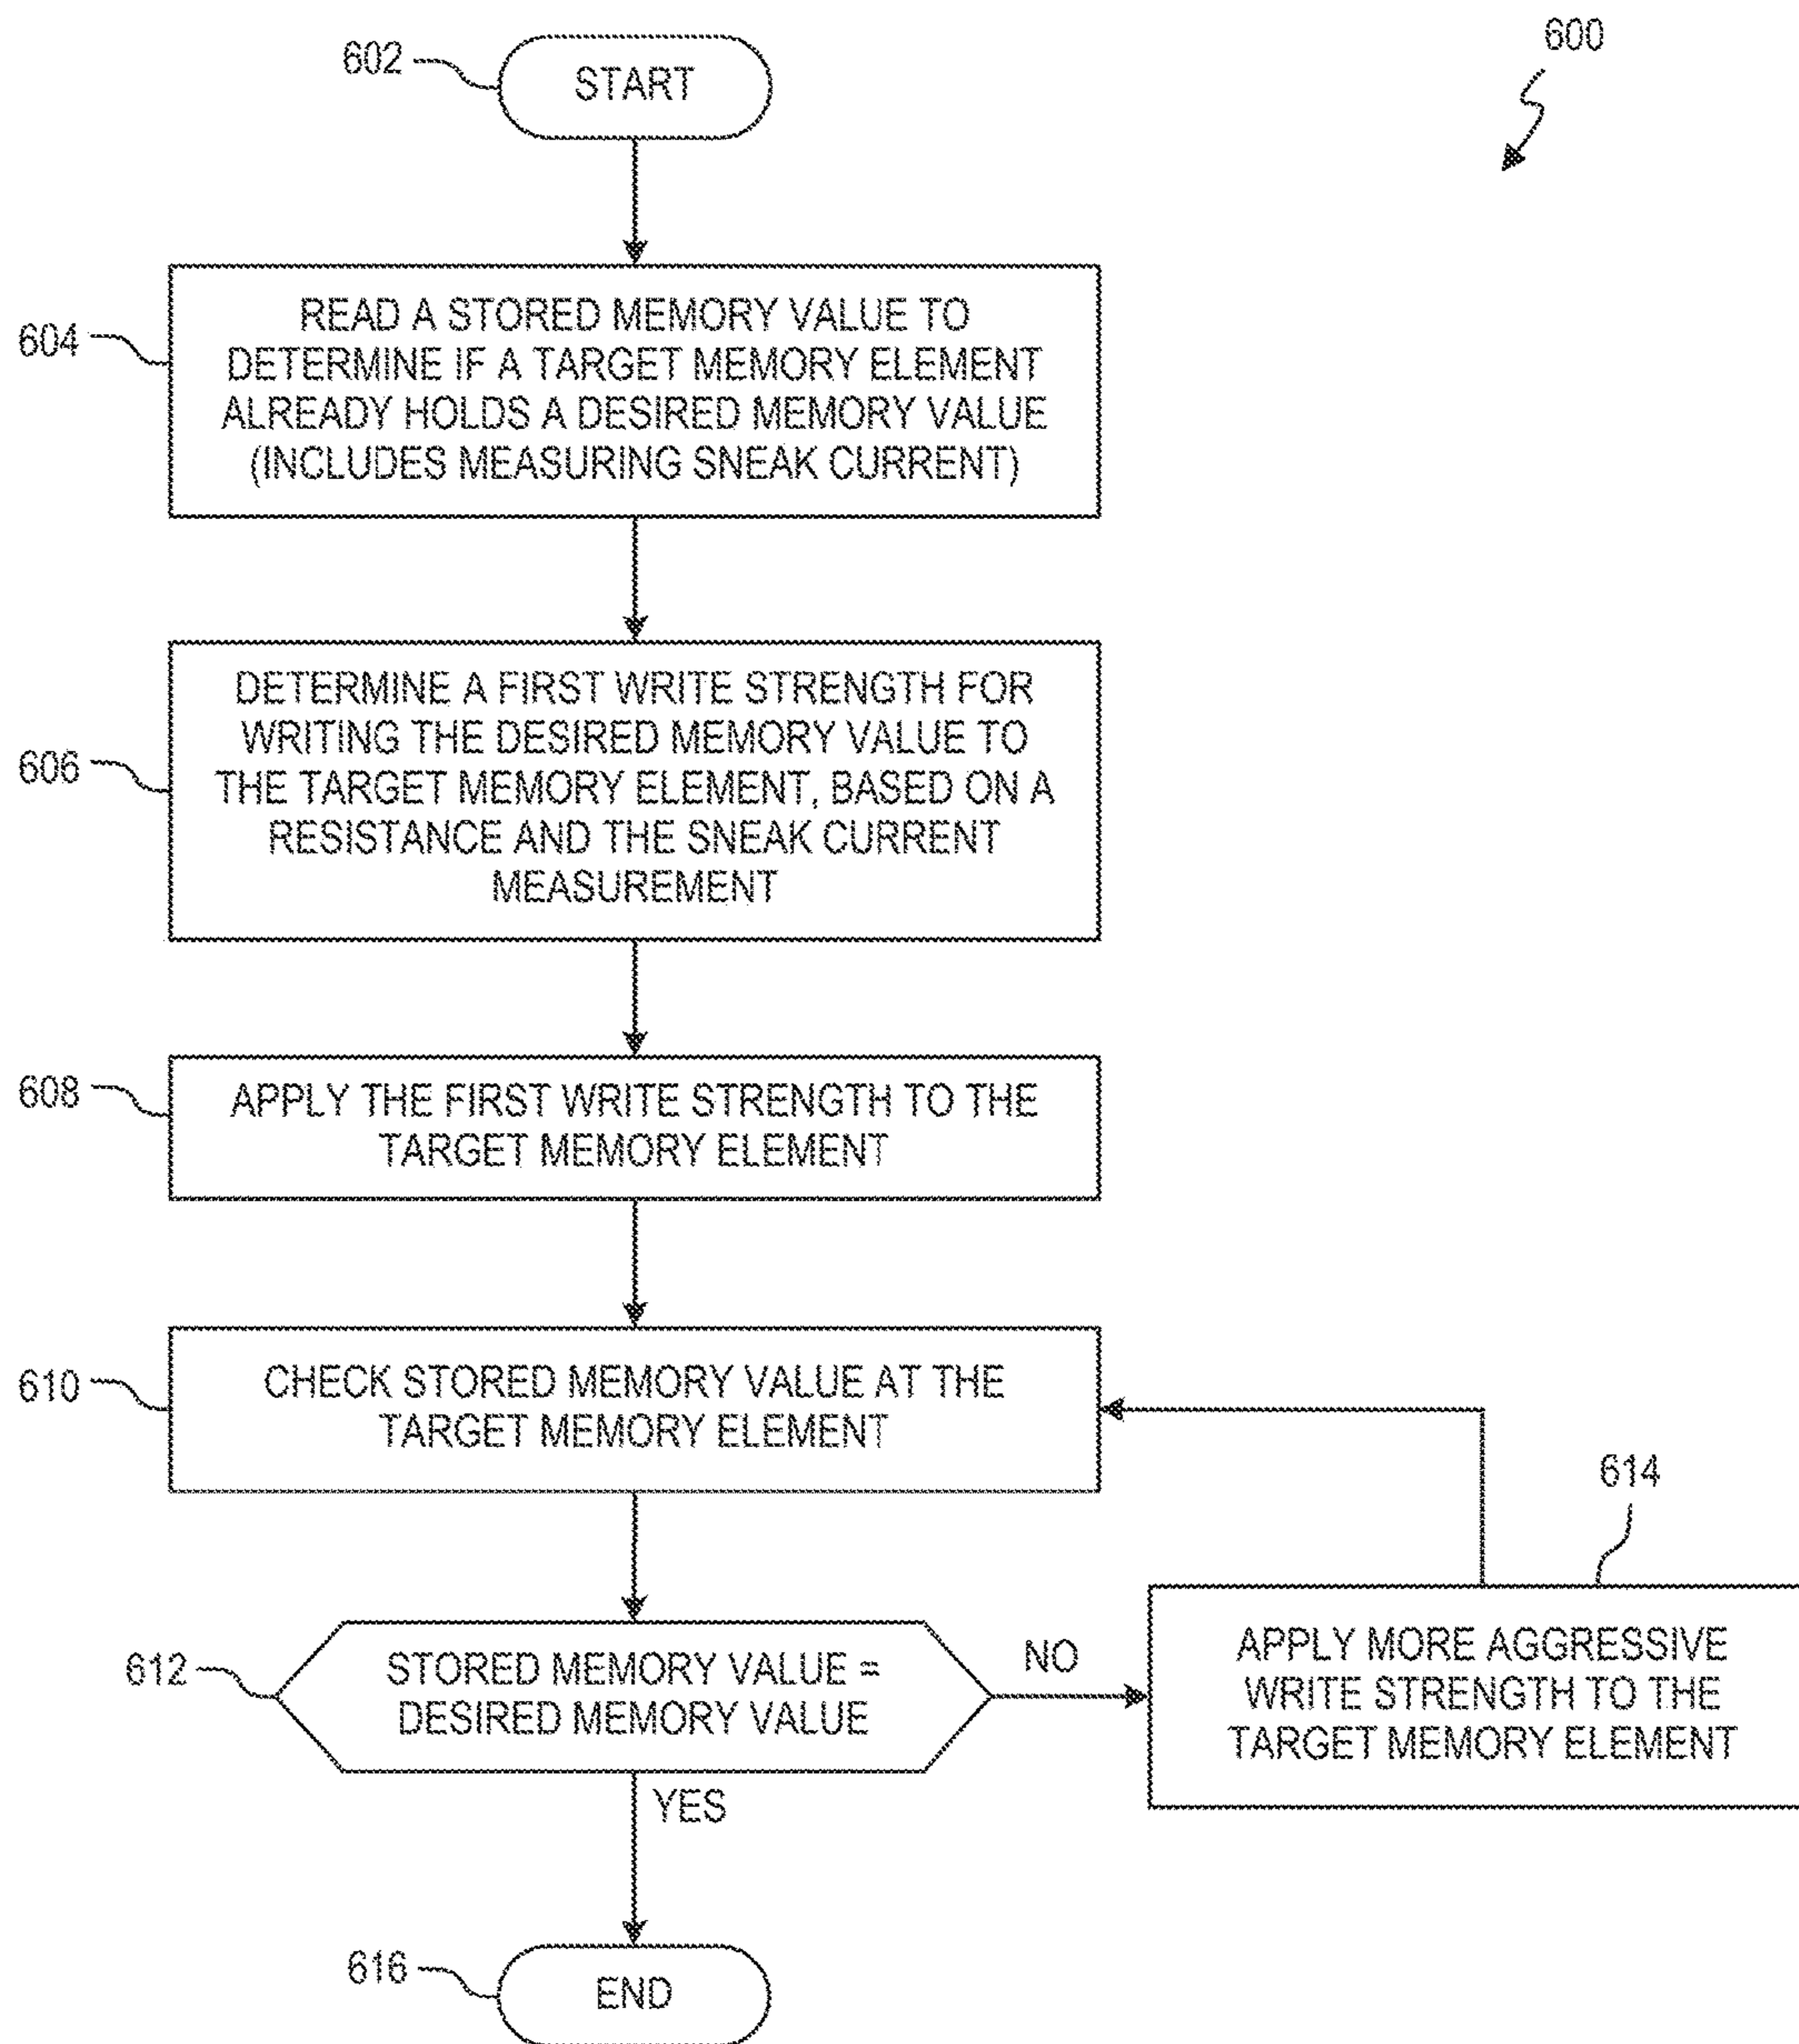 600
602
START
604
READ A STORED MEMORY VALUE TO
DETERMINE IF A TARGET MEMORY ELEMENT
ALREADY HOLDS A DESIRED MEMORY VALUE
(INCLUDES MEASURING SNEAK CURRENT)
606
DETERMINE A FIRST WRITE STRENGTH FOR
WRITING THE DESIRED MEMORY VALUE TO
THE TARGET MEMORY ELEMENT, BASED ON A
RESISTANCE AND THE SNEAK CURRENT
MEASUREMENT
608
APPLY THE FIRST WRITE STRENGTH TO THE
TARGET MEMORY ELEMENT
610
CHECK STORED MEMORY VALUE AT THE
TARGET MEMORY ELEMENT
612
STORED MEMORY VALUE =
DESIRED MEMORY VALUE
NO
614
APPLY MORE AGGRESSIVE
WRITE STRENGTH TO THE
TARGET MEMORY ELEMENT
YES
616
END